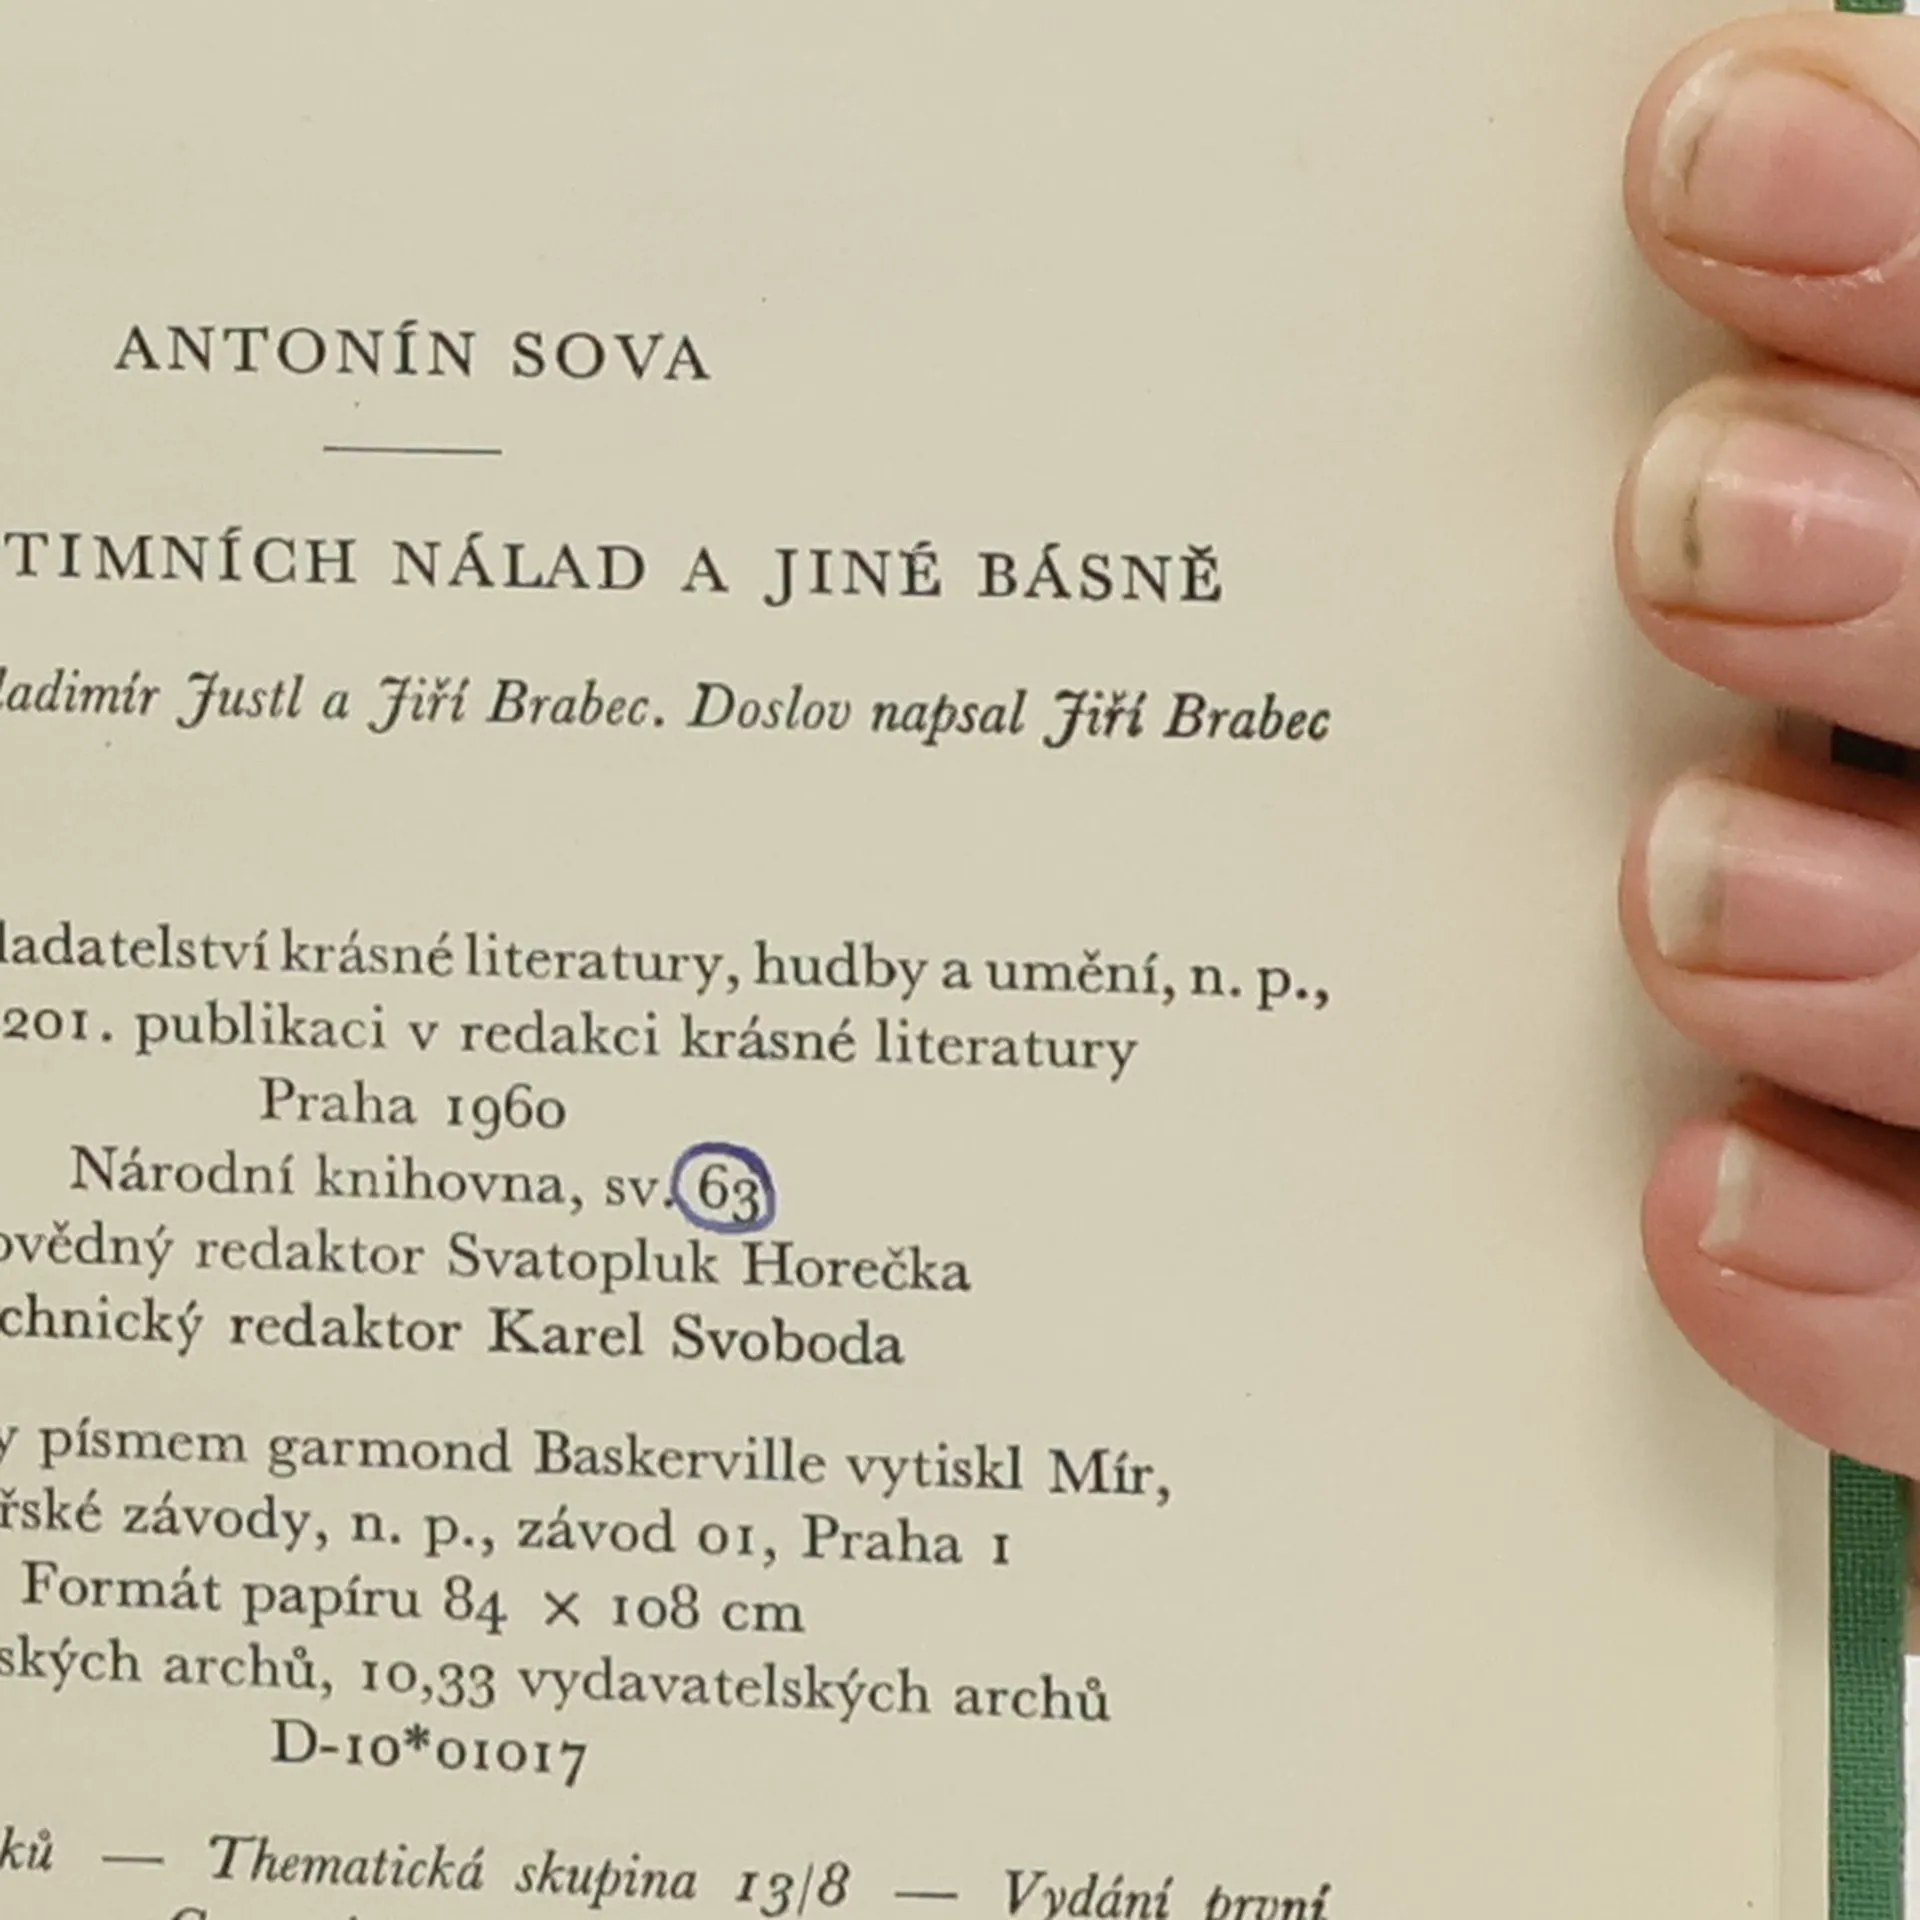 ANTONÍN SOVA
TIMNÍCH NÁLAD A JINÉ BÁSNĚ
ladimír Justl a Jiří Brabec. Doslov napsal Jiří Brabec
ladatelství krásné literatury, hudby a umění, n. p.,
201. publikaci v redakci krásné literatury
Praha 1960
Národní knihovna, sv. 63
ovědný redaktor Svatopluk Horečka
chnický redaktor Karel Svoboda
y písmem garmond Baskerville vytiskl Mír,
řské závody, n. p., závod 01, Praha 1
Formát papíru 84 × 108 cm
ských archů, 10,33 vydavatelských archů
D-10*01017
ků — Thematická skupina 13/8 — Vydání první